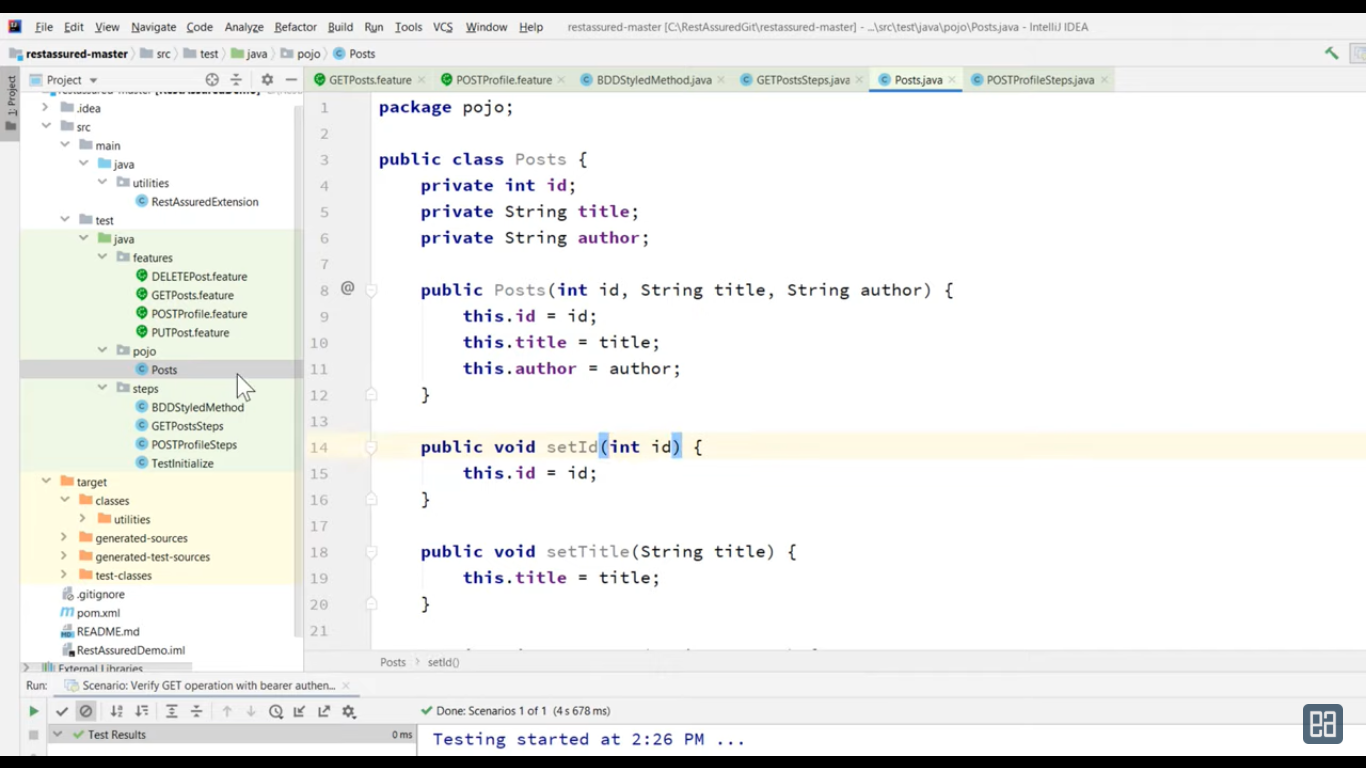 File Edit View Navigate Code Analyze Refactor Build Run Tools VCS Window Help restassured-master [C:\RestAssuredGit\restassured-master] - ...\src\test\java\pojo\Posts.java - IntelliJ IDEA
restassured-master src test java pojo Posts
1: Project
Project
GETPosts.feature POSTProfile.feature BDDStyledMethod.java GETPostsSteps.java Posts.java POSTProfileSteps.java
.idea
src
main
java
utilities
RestAssuredExtension
test
java
features
DELETEPost.feature
GETPosts.feature
POSTProfile.feature
PUTPost.feature
pojo
Posts
steps
BDDStyledMethod
GETPostsSteps
POSTProfileSteps
TestInitialize
target
classes
utilities
generated-sources
generated-test-sources
test-classes
.gitignore
pom.xml
README.md
RestAssuredDemo.iml
External Libraries
1 package pojo;
2
3 public class Posts {
4 private int id;
5 private String title;
6 private String author;
7
8 @ public Posts(int id, String title, String author) {
9 this.id = id;
10 this.title = title;
11 this.author = author;
12 }
13
14 public void setId(int id) {
15 this.id = id;
16 }
17
18 public void setTitle(String title) {
19 this.title = title;
20 }
21
Posts setId()
Run: Scenario: Verify GET operation with bearer authen...
Done: Scenarios 1 of 1 (4 s 678 ms)
Test Results 0 ms
Testing started at 2:26 PM ...